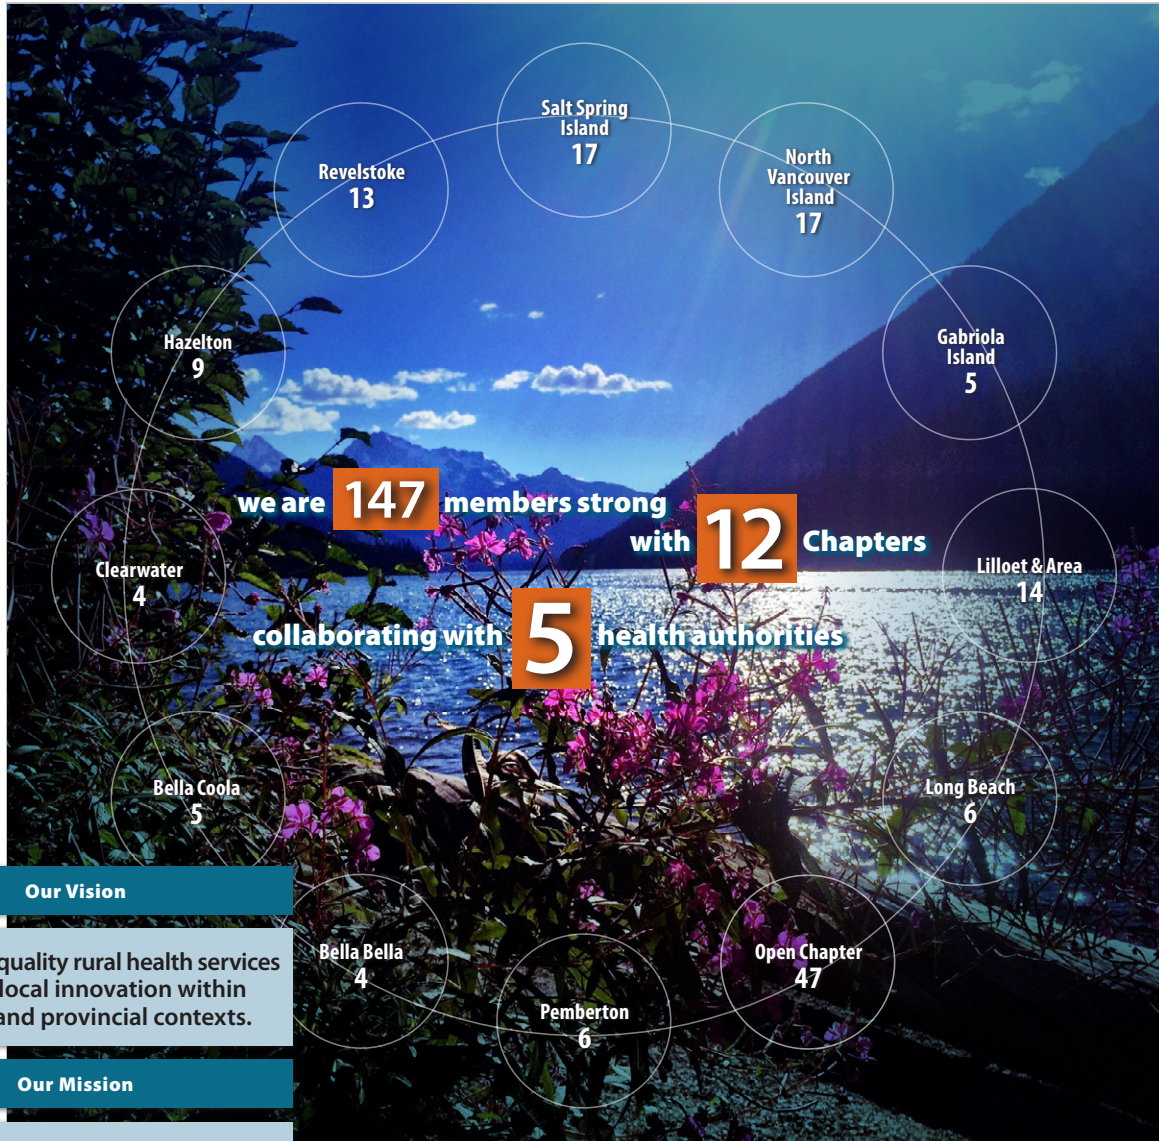 Salt Spring
Island
17
North
Vancouver
Island
17
Revelstoke
13
Gabriola
Island
5
Hazelton
9
we are 147 members strong
with 12 Chapters
collaborating with 5 health authorities
Clearwater
4
Lilloet & Area
14
Bella Coola
5
Long Beach
6
Our Vision
quality rural health services
local innovation within
and provincial contexts.
Bella Bella
4
Open Chapter
47
Pemberton
6
Our Mission